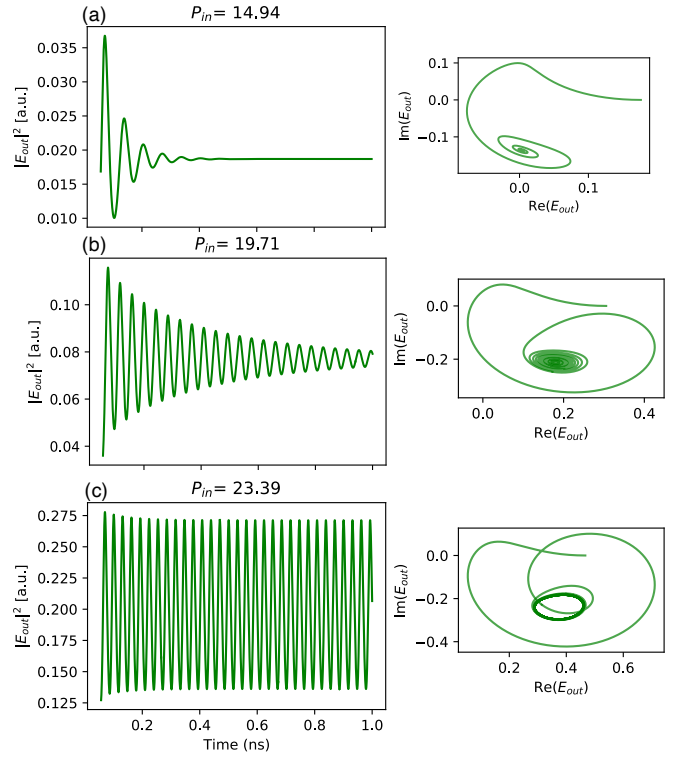 (a)
P_in= 14.94
|E_out|² [a.u.]
0.035
0.030
0.025
0.020
0.015
0.010
Im(E_out)
0.1
0.0
−0.1
0.0
0.1
Re(E_out)
(b)
P_in= 19.71
|E_out|² [a.u.]
0.10
0.08
0.06
0.04
Im(E_out)
0.0
−0.2
0.0
0.2
0.4
Re(E_out)
(c)
P_in= 23.39
|E_out|² [a.u.]
0.275
0.250
0.225
0.200
0.175
0.150
0.125
0.2
0.4
0.6
0.8
1.0
Time (ns)
Im(E_out)
0.0
−0.2
−0.4
0.2
0.4
0.6
Re(E_out)